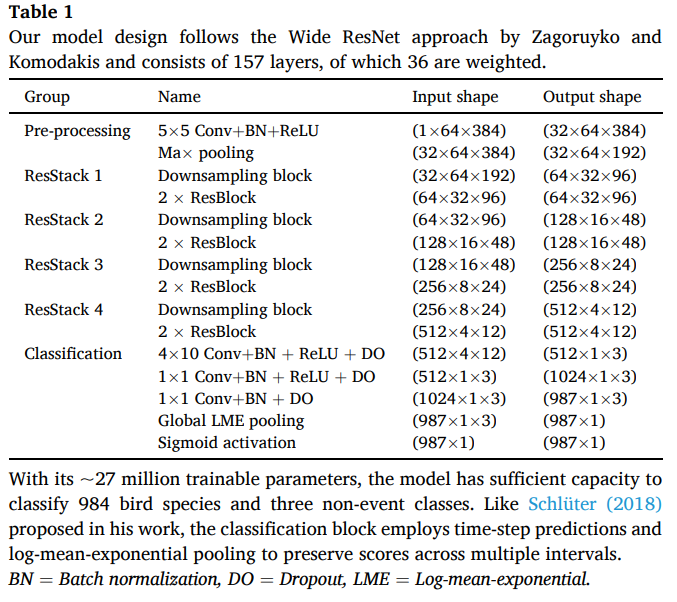 Table 1
Our model design follows the Wide ResNet approach by Zagoruyko and
Komodakis and consists of 157 layers, of which 36 are weighted.
Group Name Input shape Output shape
Pre-processing 5×5 Conv+BN+ReLU (1×64×384) (32×64×384)
Ma× pooling (32×64×384) (32×64×192)
ResStack 1 Downsampling block (32×64×192) (64×32×96)
2 × ResBlock (64×32×96) (64×32×96)
ResStack 2 Downsampling block (64×32×96) (128×16×48)
2 × ResBlock (128×16×48) (128×16×48)
ResStack 3 Downsampling block (128×16×48) (256×8×24)
2 × ResBlock (256×8×24) (256×8×24)
ResStack 4 Downsampling block (256×8×24) (512×4×12)
2 × ResBlock (512×4×12) (512×4×12)
Classification 4×10 Conv+BN + ReLU + DO (512×4×12) (512×1×3)
1×1 Conv+BN + ReLU + DO (512×1×3) (1024×1×3)
1×1 Conv+BN + DO (1024×1×3) (987×1×3)
Global LME pooling (987×1×3) (987×1)
Sigmoid activation (987×1) (987×1)
With its ~27 million trainable parameters, the model has sufficient capacity to
classify 984 bird species and three non-event classes. Like Schlüter (2018)
proposed in his work, the classification block employs time-step predictions and
log-mean-exponential pooling to preserve scores across multiple intervals.
BN = Batch normalization, DO = Dropout, LME = Log-mean-exponential.